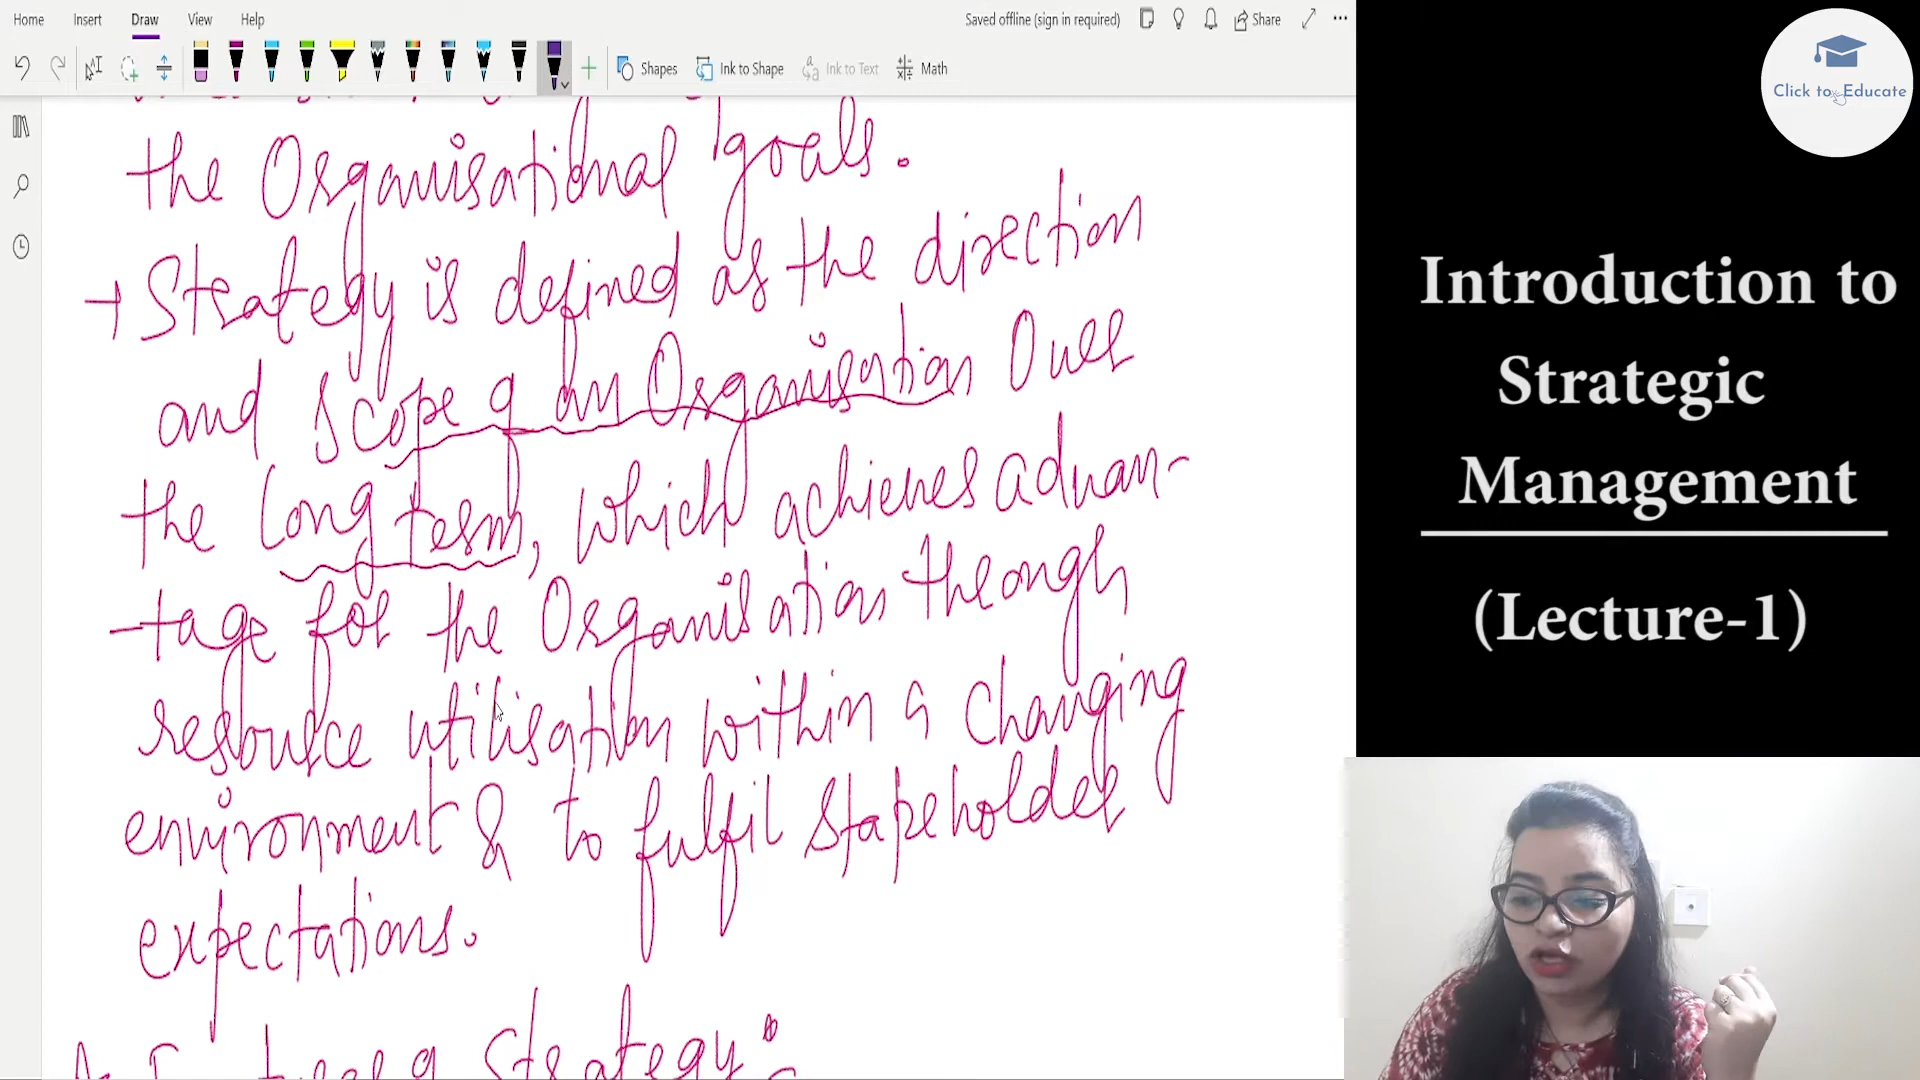 Home Insert Draw View Help
Saved offline (sign in required) Share
Shapes Ink to Shape Ink to Text Math
the Organisational goals.
→ Strategy is defined as the direction
and scope of an Organisation Over
the long term, which achieves advan-
-tage for the Organisation through
resource utilisation within a changing
environment & to fulfil stakeholder
expectations.
Strategy:
Click to Educate
Introduction to
Strategic
Management
(Lecture-1)